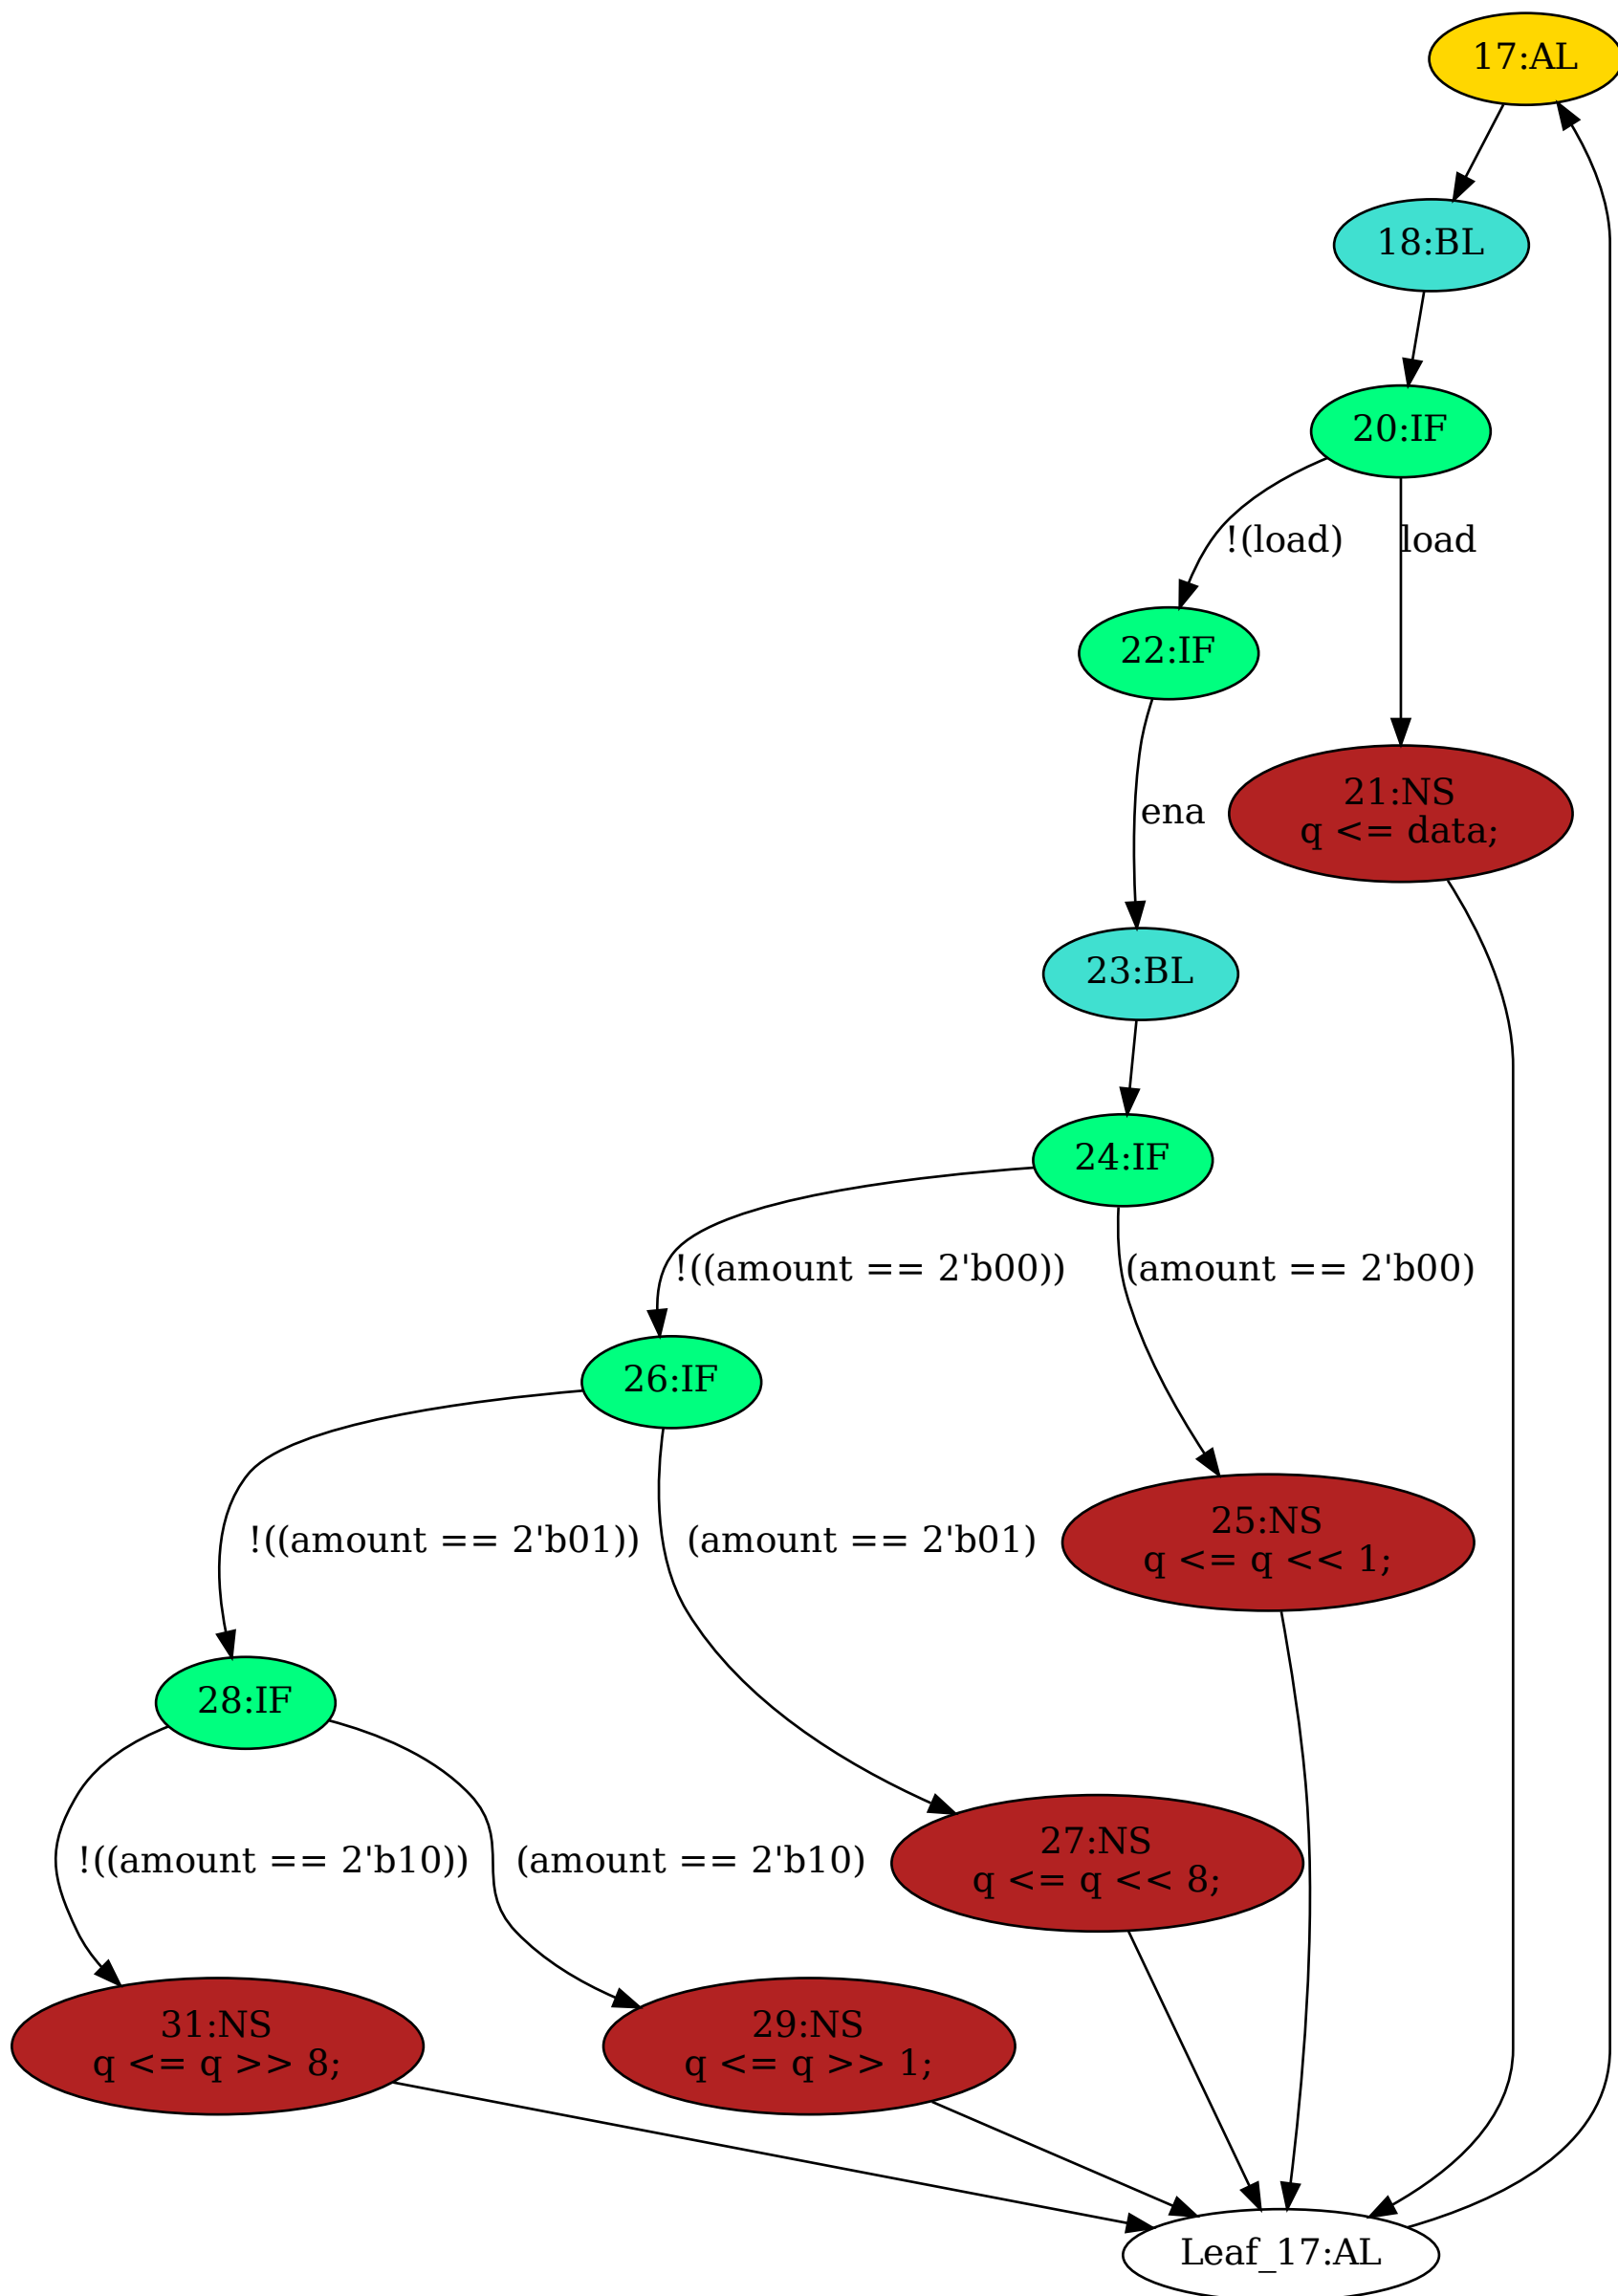 17:AL
18:BL
20:IF
!(load)
load
22:IF
21:NS
q <= data;
ena
23:BL
24:IF
!((amount == 2'b00))
(amount == 2'b00)
26:IF
25:NS
q <= q << 1;
!((amount == 2'b01))
(amount == 2'b01)
28:IF
27:NS
q <= q << 8;
!((amount == 2'b10))
(amount == 2'b10)
31:NS
q <= q >> 8;
29:NS
q <= q >> 1;
Leaf_17:AL